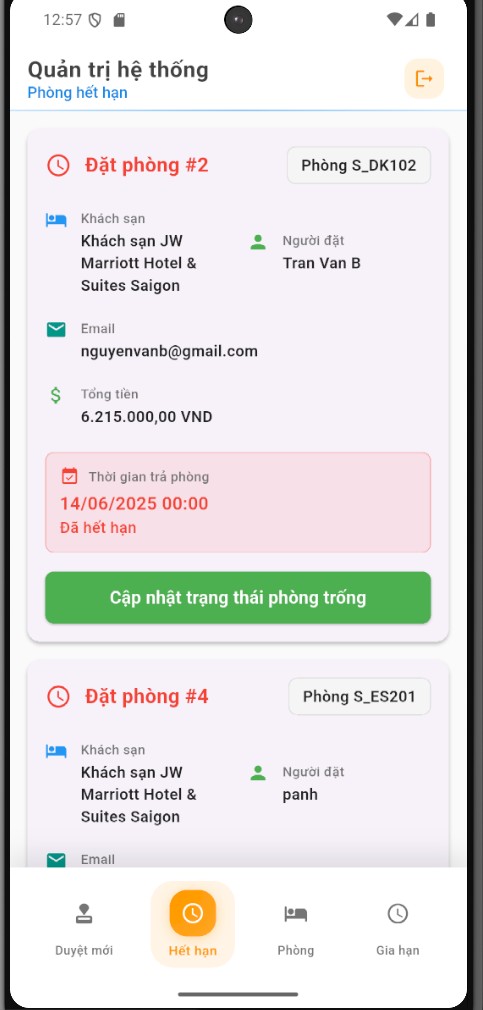 12:57
Quản trị hệ thống
Phòng hết hạn
Đặt phòng #2
Phòng S_DK102
Khách sạn
Khách sạn JW
Marriott Hotel &
Suites Saigon
Người đặt
Tran Van B
Email
nguyenvanb@gmail.com
Tổng tiền
6.215.000,00 VND
Thời gian trả phòng
14/06/2025 00:00
Đã hết hạn
Cập nhật trạng thái phòng trống
Đặt phòng #4
Phòng S_ES201
Khách sạn
Khách sạn JW
Marriott Hotel &
Suites Saigon
Người đặt
panh
Email
Duyệt mới
Hết hạn
Phòng
Gia hạn